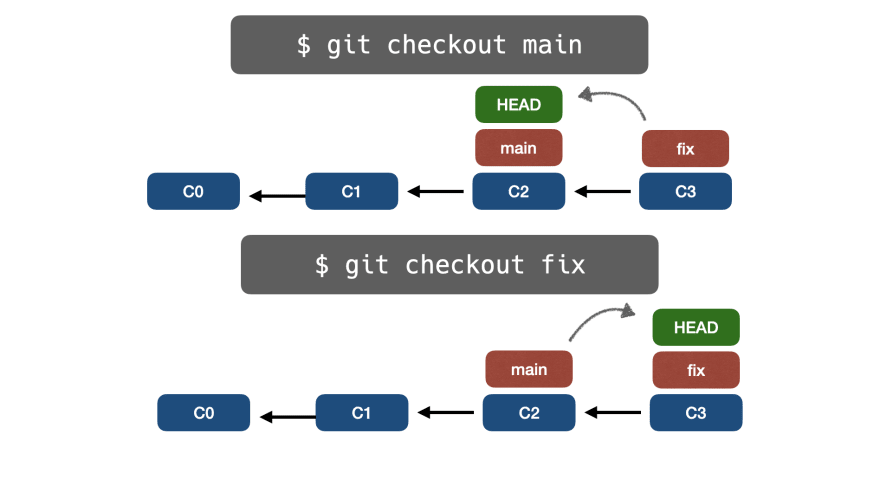 $ git checkout main
HEAD
main
fix
C0
C1
C2
C3
$ git checkout fix
HEAD
main
fix
C0
C1
C2
C3